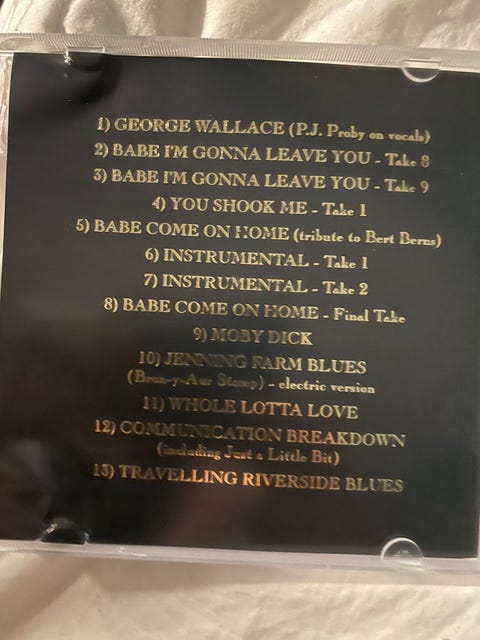 1) GEORGE WALLACE (P.J. Proby on vocals)
2) BABE I'M GONNA LEAVE YOU - Take 8
3) BABE I'M GONNA LEAVE YOU - Take 9
4) YOU SHOOK ME - Take 1
5) BABE COME ON HOME (tribute to Bert Berns)
6) INSTRUMENTAL - Take 1
7) INSTRUMENTAL - Take 2
8) BABE COME ON HOME - Final Take
9) MOBY DICK
10) JENNING FARM BLUES
(Bron-y-Aur Stomp) - electric version
11) WHOLE LOTTA LOVE
12) COMMUNICATION BREAKDOWN
(including Just a Little Bit)
13) TRAVELLING RIVERSIDE BLUES